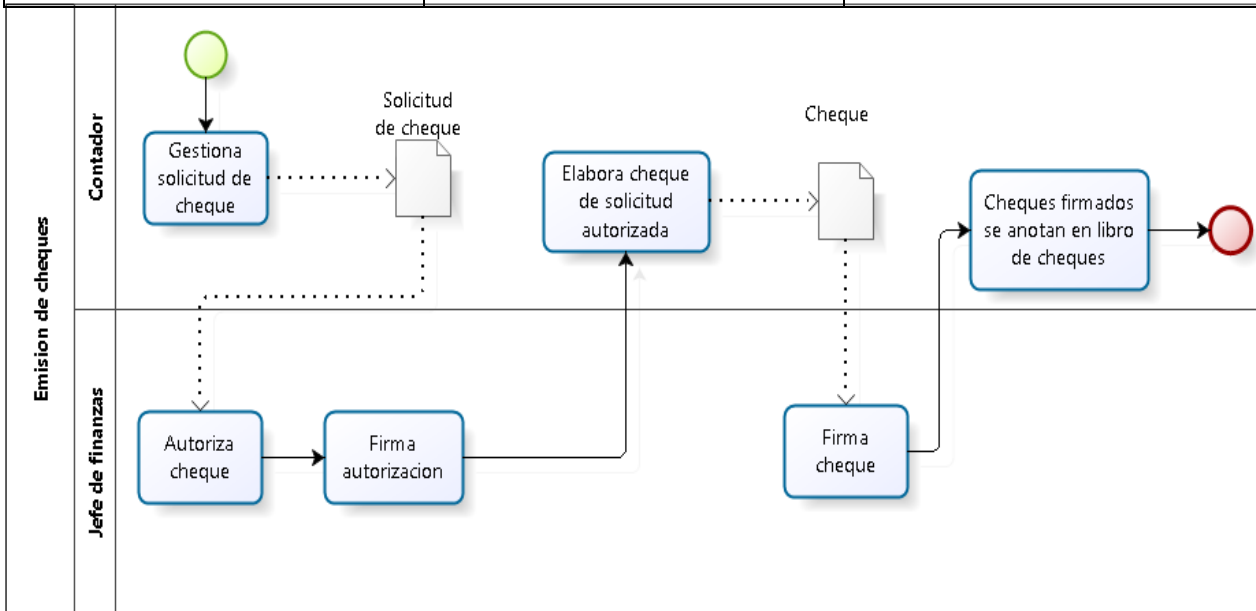 Emision de cheques
Contador
Solicitud
de cheque
Gestiona
solicitud de
cheque
Elabora cheque
de solicitud
autorizada
Cheque
Cheques firmados
se anotan en libro
de cheques
Jefe de finanzas
Autoriza
cheque
Firma
autorizacion
Firma
cheque